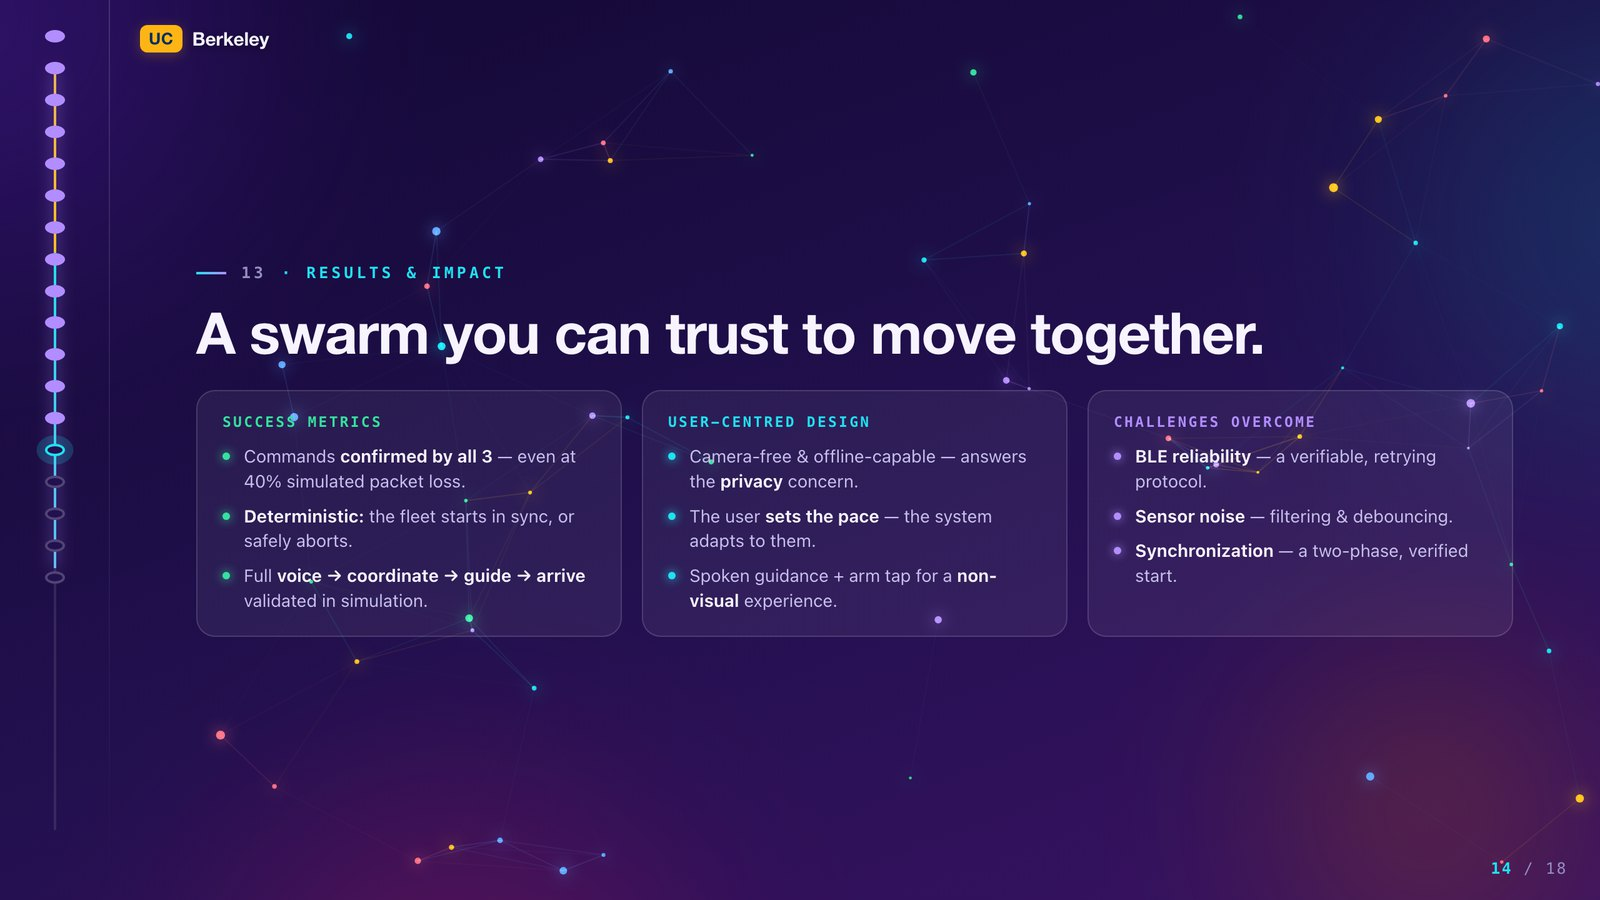 UC Berkeley
13 · RESULTS & IMPACT
A swarm you can trust to move together.
SUCCESS METRICS
Commands confirmed by all 3 — even at
40% simulated packet loss.
Deterministic: the fleet starts in sync, or
safely aborts.
Full voice → coordinate → guide → arrive
validated in simulation.
USER–CENTRED DESIGN
Camera-free & offline-capable — answers
the privacy concern.
The user sets the pace — the system
adapts to them.
Spoken guidance + arm tap for a non-
visual experience.
CHALLENGES OVERCOME
BLE reliability — a verifiable, retrying
protocol.
Sensor noise — filtering & debouncing.
Synchronization — a two-phase, verified
start.
14 / 18